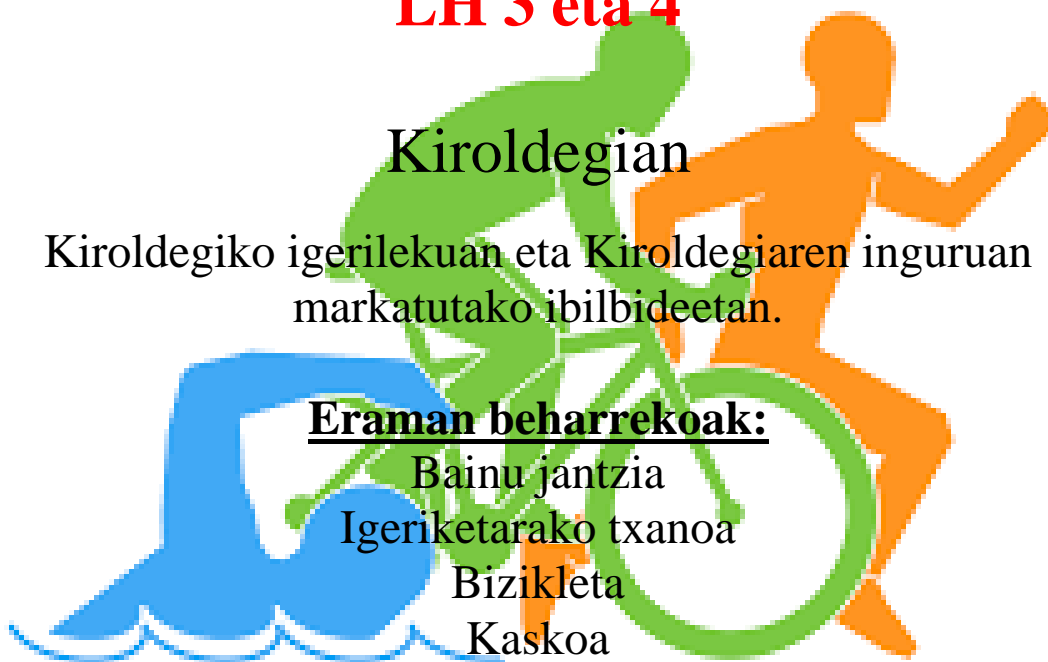 LH 3 eta 4
Kiroldegian
Kiroldegiko igerilekuan eta Kiroldegiaren inguruan
markatutako ibilbideetan.
Eraman beharrekoak:
Bainu jantzia
Igeriketarako txanoa
Bizikleta
Kaskoa